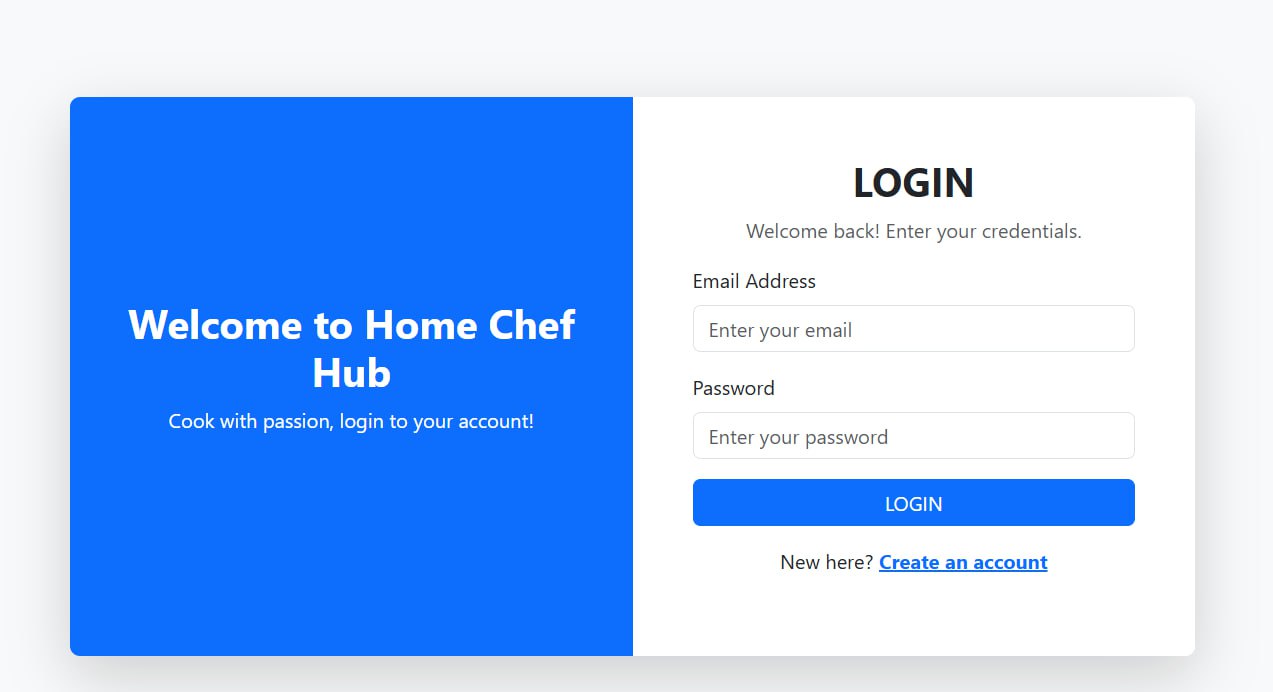 Welcome to Home Chef
Hub
Cook with passion, login to your account!
LOGIN
Welcome back! Enter your credentials.
Email Address
Enter your email
Password
Enter your password
LOGIN
New here? Create an account